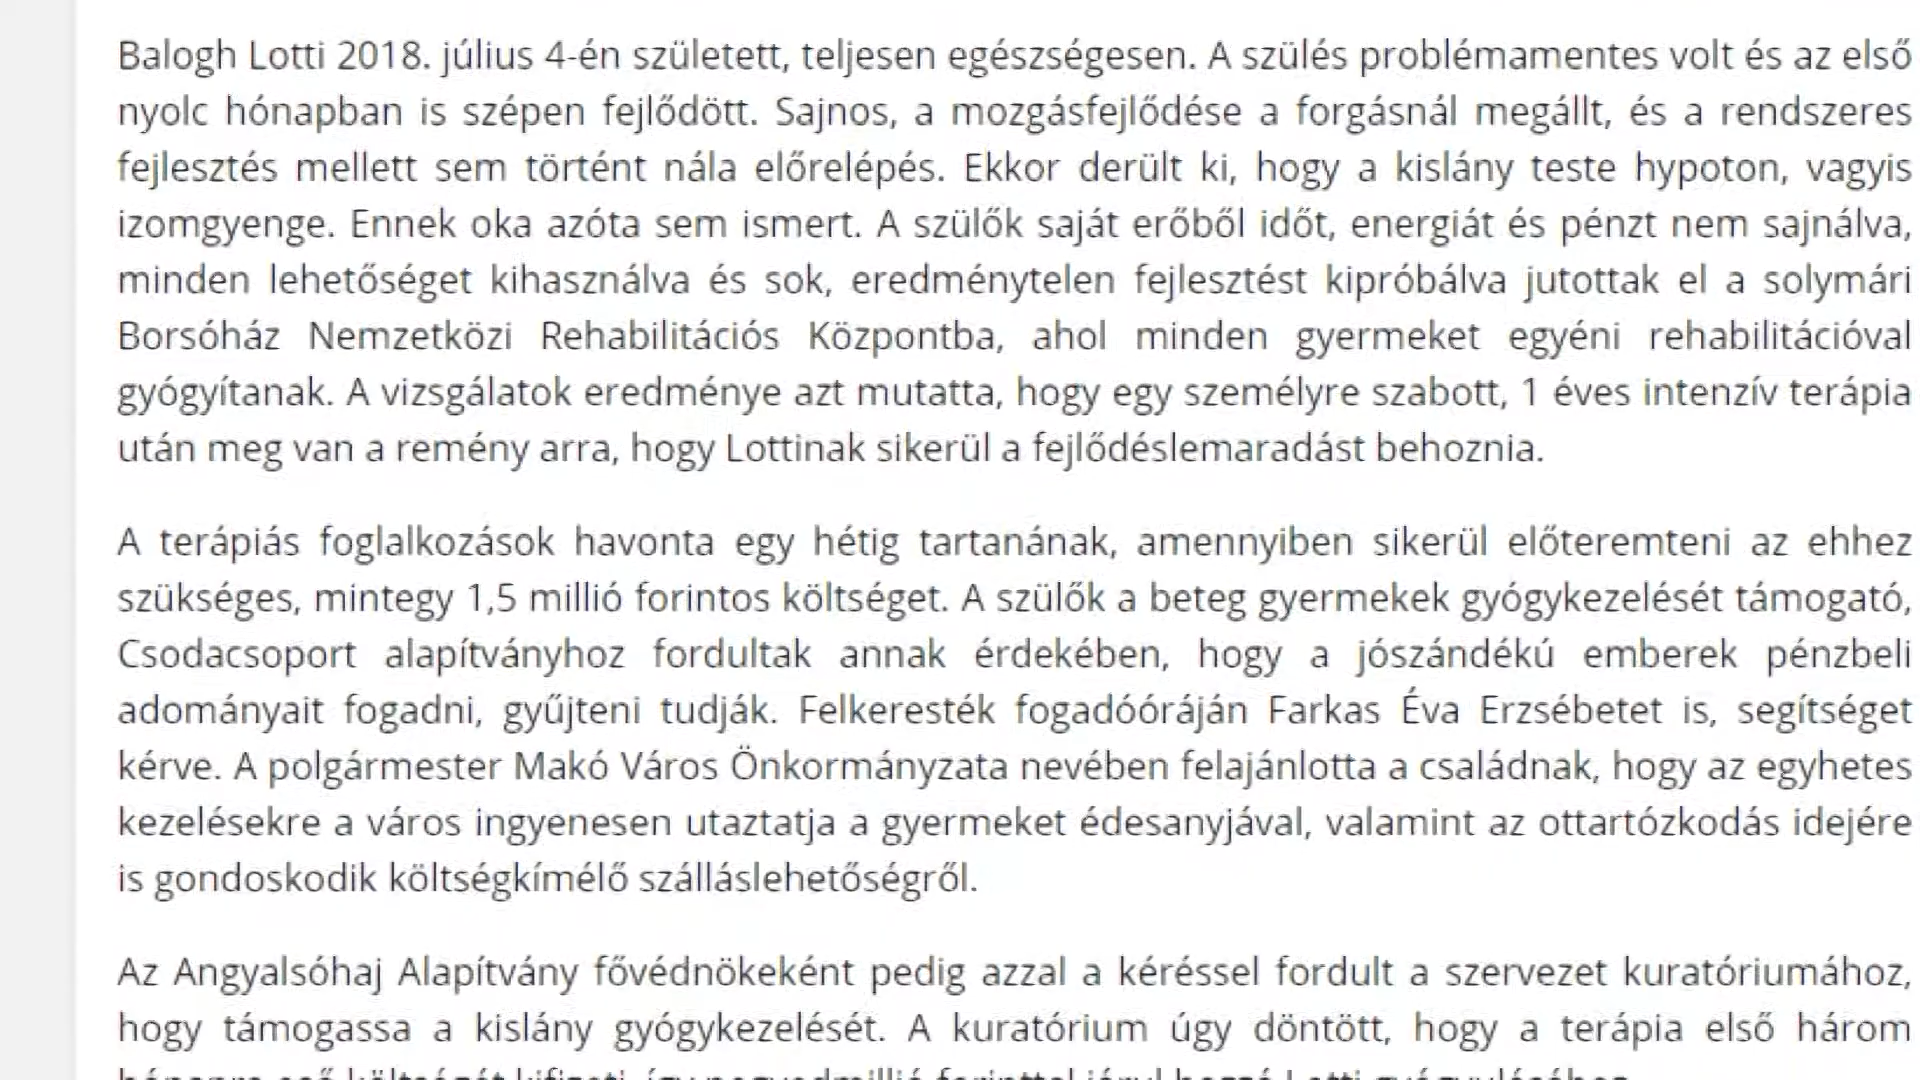 Balogh Lotti 2018. július 4-én született, teljesen egészségesen. A szülés problémamentes volt és az első
nyolc hónapban is szépen fejlődött. Sajnos, a mozgásfejlődése a forgásnál megállt, és a rendszeres
fejlesztés mellett sem történt nála előrelépés. Ekkor derült ki, hogy a kislány teste hypoton, vagyis
izomgyenge. Ennek oka azóta sem ismert. A szülők saját erőből időt, energiát és pénzt nem sajnálva,
minden lehetőséget kihasználva és sok, eredménytelen fejlesztést kipróbálva jutottak el a solymári
Borsóház Nemzetközi Rehabilitációs Központba, ahol minden gyermeket egyéni rehabilitációval
gyógyítanak. A vizsgálatok eredménye azt mutatta, hogy egy személyre szabott, 1 éves intenzív terápia
után meg van a remény arra, hogy Lottinak sikerül a fejlődéslemaradást behoznia.
A terápiás foglalkozások havonta egy hétig tartanának, amennyiben sikerül előteremteni az ehhez
szükséges, mintegy 1,5 millió forintos költséget. A szülők a beteg gyermekek gyógykezelését támogató,
Csodacsoport alapítványhoz fordultak annak érdekében, hogy a jószándékú emberek pénzbeli
adományait fogadni, gyűjteni tudják. Felkeresték fogadóóráján Farkas Éva Erzsébetet is, segítséget
kérve. A polgármester Makó Város Önkormányzata nevében felajánlotta a családnak, hogy az egyhetes
kezelésekre a város ingyenesen utaztatja a gyermeket édesanyjával, valamint az ottartózkodás idejére
is gondoskodik költségkímélő szálláslehetőségről.
Az Angyalsóhaj Alapítvány fővédnökeként pedig azzal a kéréssel fordult a szervezet kuratóriumához,
hogy támogassa a kislány gyógykezelését. A kuratórium úgy döntött, hogy a terápia első három